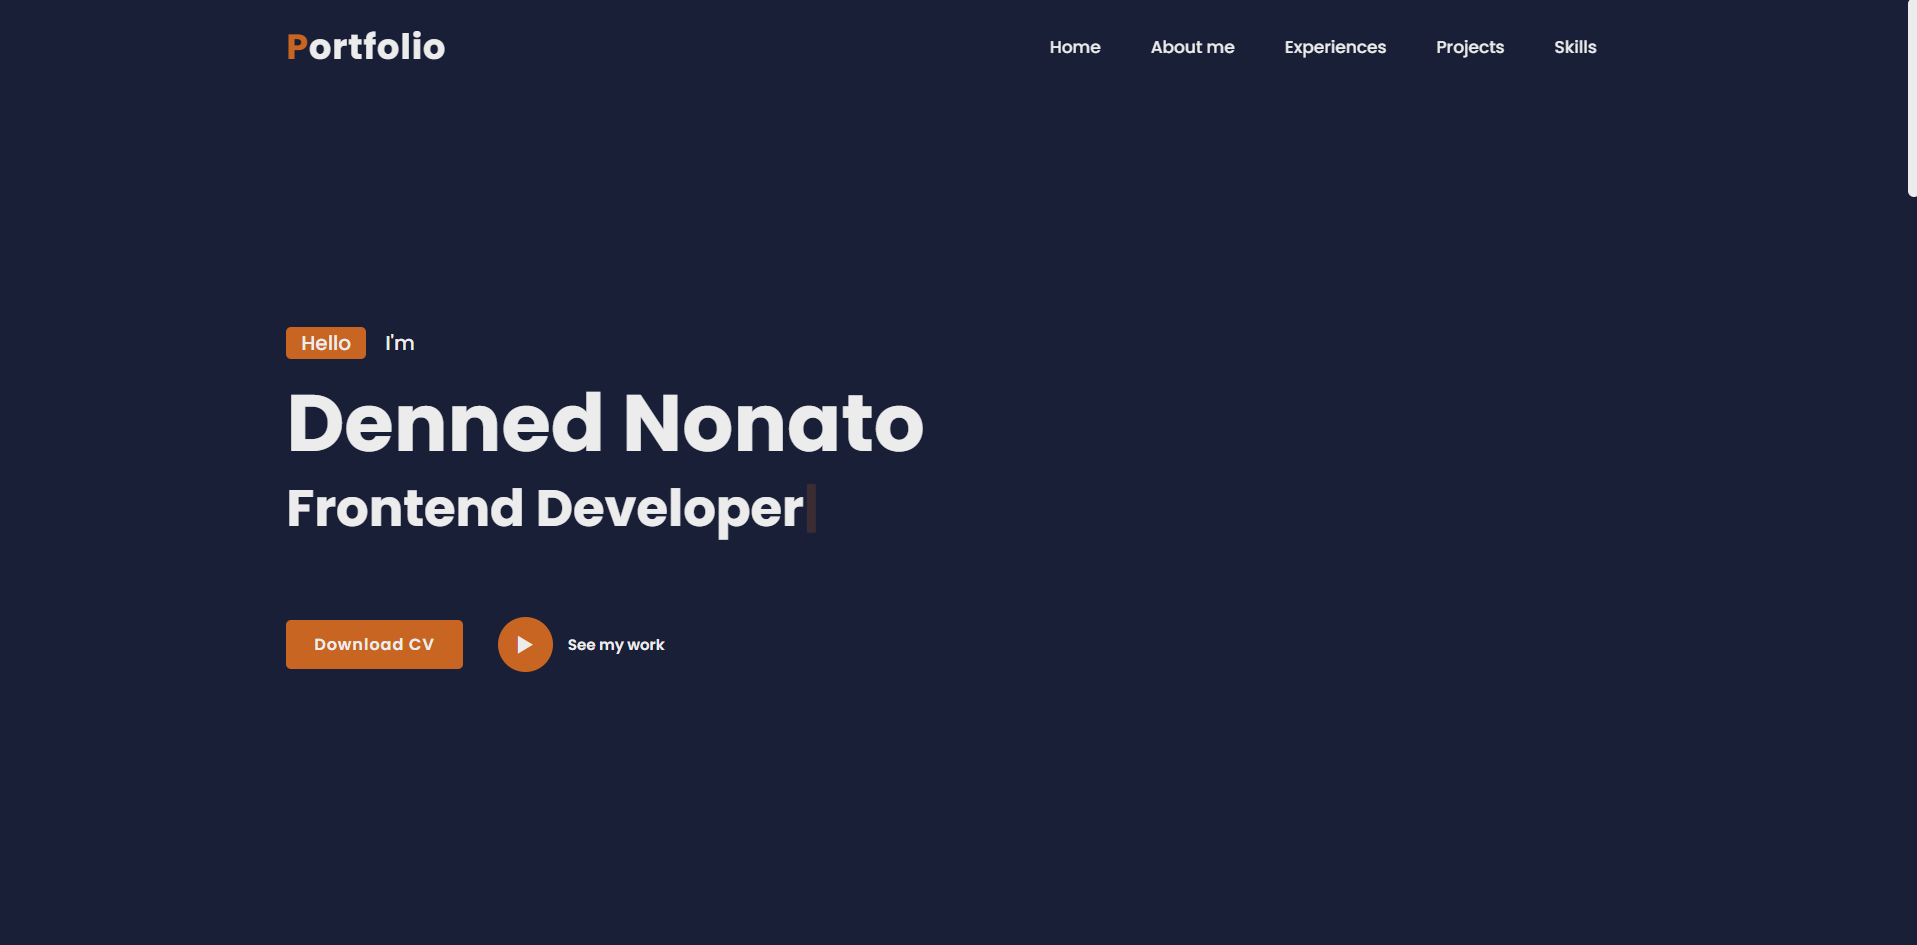 Portfolio
Home About me Experiences Projects Skills
Hello I'm
Denned Nonato
Frontend Developer
Download CV See my work